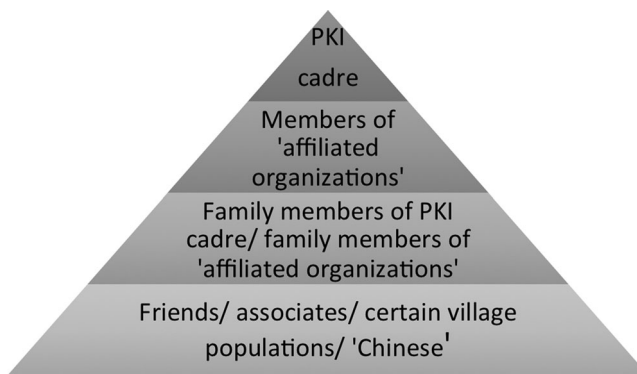 PKI
cadre
Members of
'affiliated
organizations'
Family members of PKI
cadre/ family members of
'affiliated organizations'
Friends/ associates/ certain village
populations/ 'Chinese'